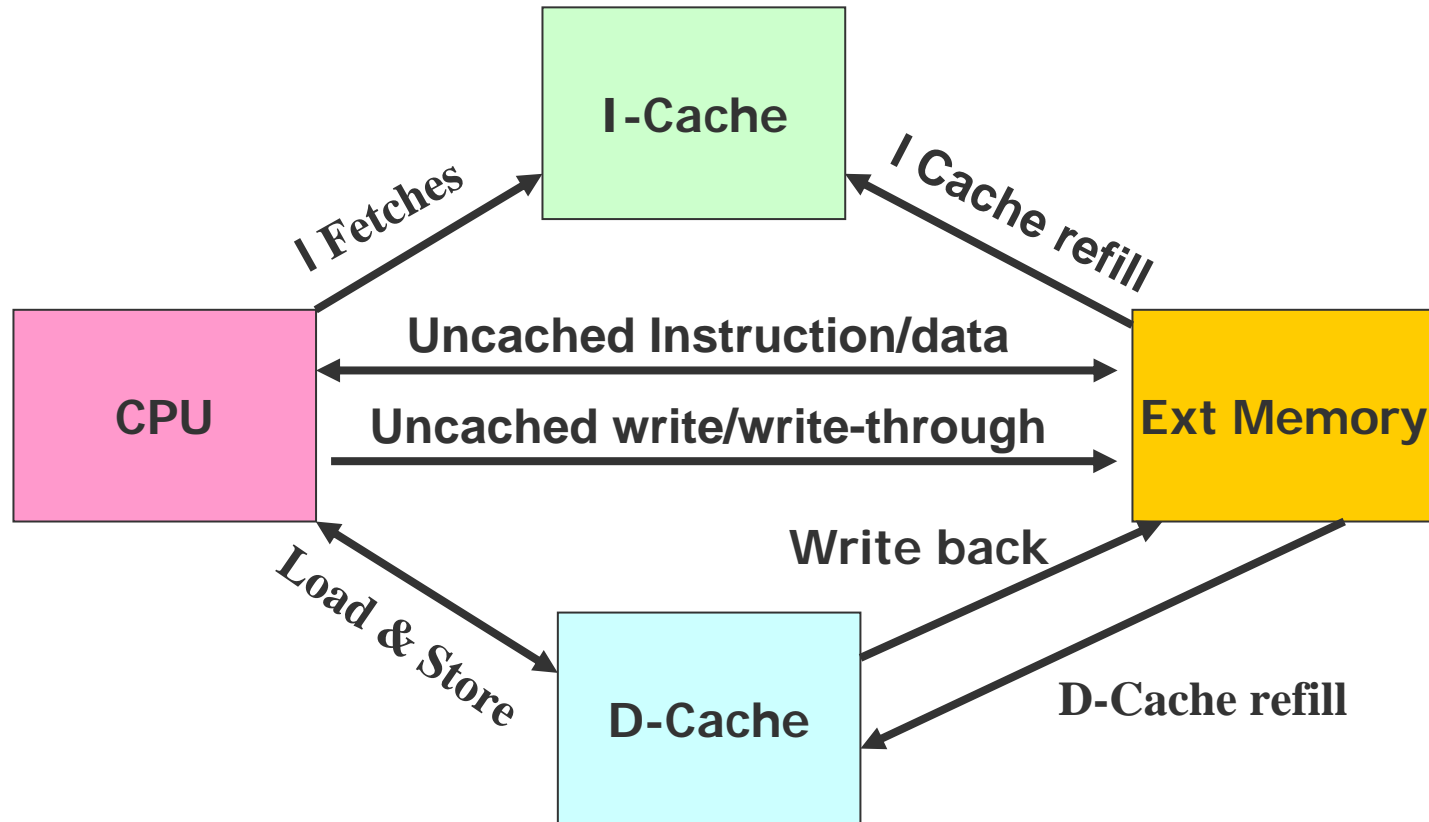 I-Cache
I Fetches
I Cache refill
Uncached Instruction/data
CPU
Uncached write/write-through
Ext Memory
Write back
Load & Store
D-Cache
D-Cache refill